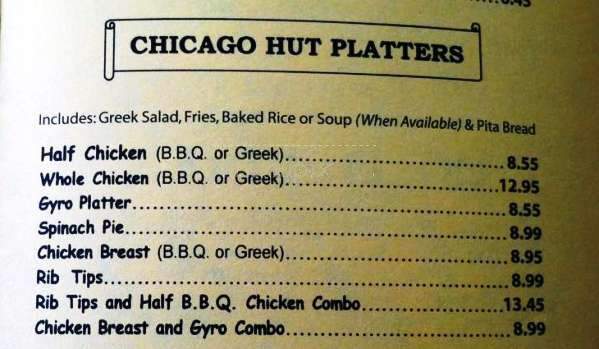 CHICAGO HUT PLATTERS
Includes: Greek Salad, Fries, Baked Rice or Soup (When Available) & Pita Bread
Half Chicken (B.B.Q. or Greek)..............................8.55
Whole Chicken (B.B.Q. or Greek)..............................12.95
Gyro Platter..............................8.55
Spinach Pie..............................8.99
Chicken Breast (B.B.Q. or Greek)..............................8.95
Rib Tips..............................8.99
Rib Tips and Half B.B.Q. Chicken Combo..............................13.45
Chicken Breast and Gyro Combo..............................8.99